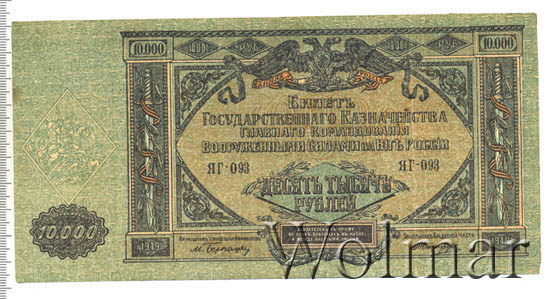 10.000
10.000
БИЛЕТЪ
ГОСУДАРСТВЕННАГО КАЗНАЧЕЙСТВА
ГЛАВНАГО КОМАНДОВАНІЯ
ВООРУЖЕННЫМИ СИЛАМИ НА ЮГѢ РОССІИ
ЯГ-093
ЯГ-093
ДЕСЯТЬ ТЫСЯЧЪ
РУБЛЕЙ
10.000
1919
1919
Wolmar